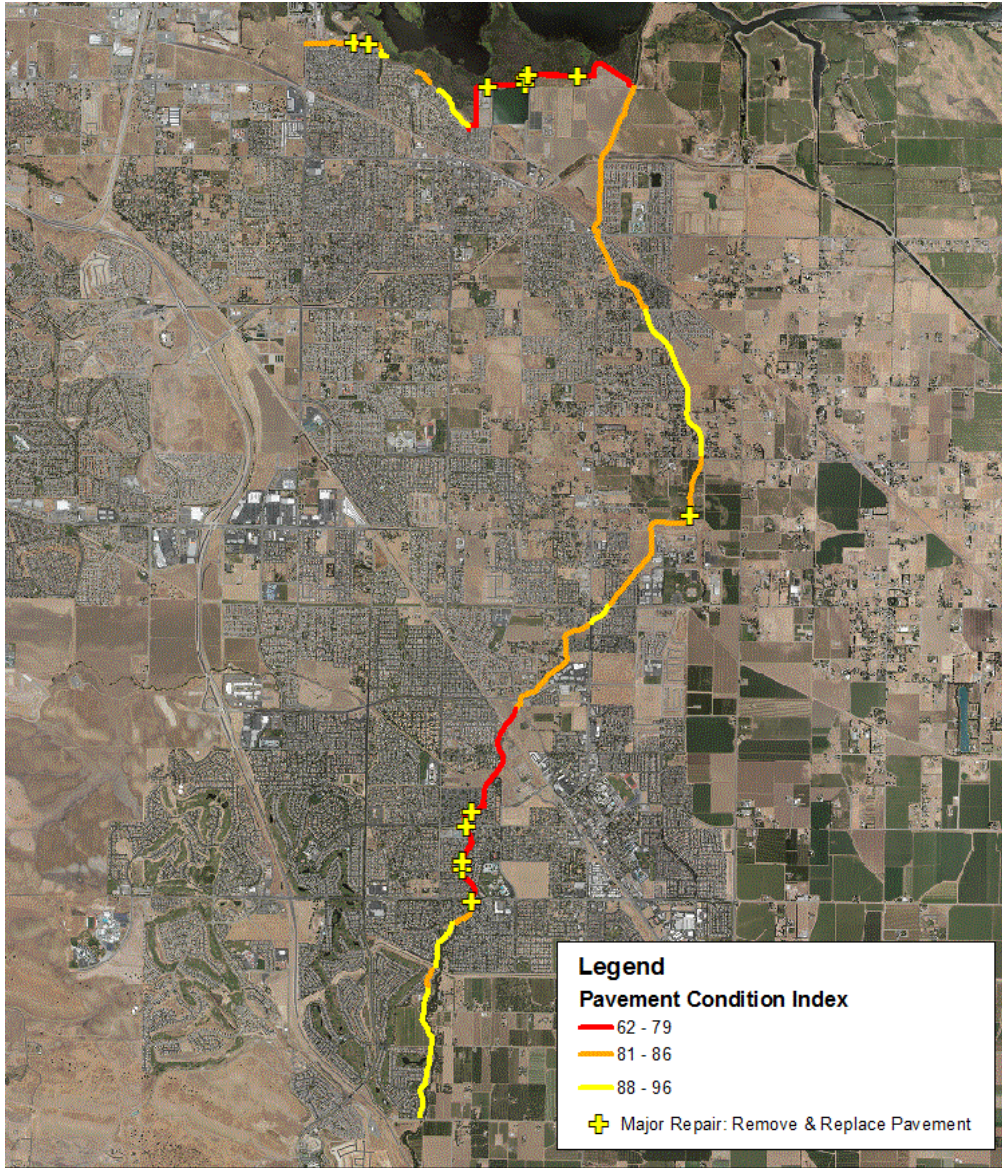 Legend
Pavement Condition Index
62 - 79
81 - 86
88 - 96
Major Repair: Remove & Replace Pavement